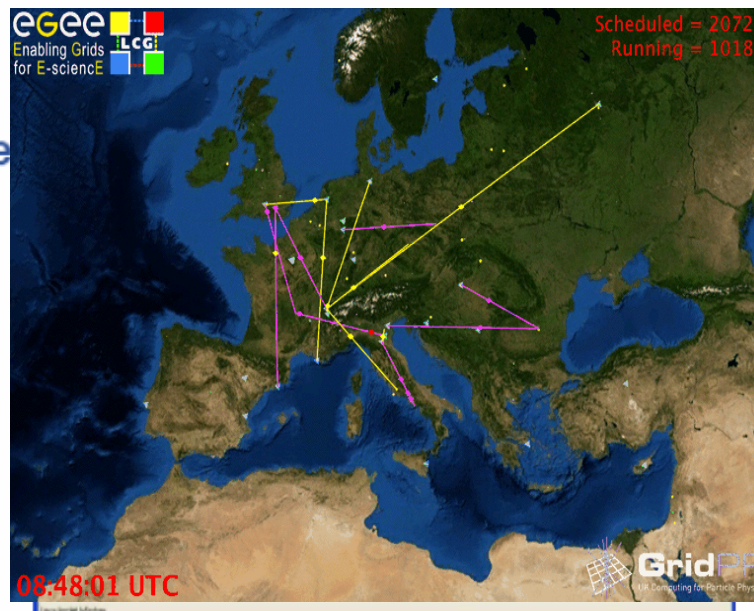 eGee
Enabling Grids
for E-sciencE
LCG
Scheduled = 2072
Running = 1018
e
08:48:01 UTC
GridPP
UK Computing for Particle Phys